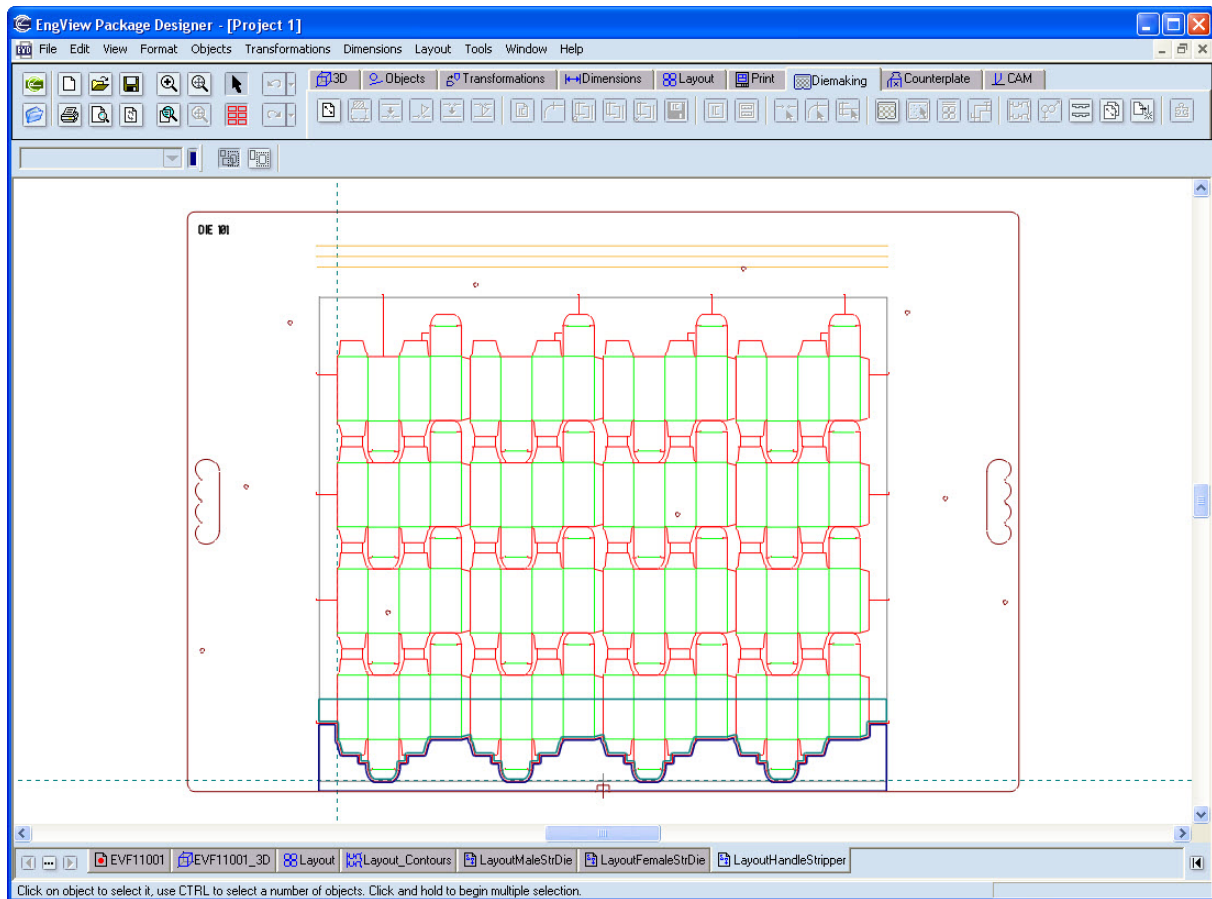 EngView Package Designer - [Project 1]
File Edit View Format Objects Transformations Dimensions Layout Tools Window Help
3D Objects Transformations Dimensions Layout Print Diemaking Counterplate CAM
DIE 101
EVF11001 EVF11001_3D Layout Layout_Contours LayoutMaleStrDie LayoutFemaleStrDie LayoutHandleStripper
Click on object to select it, use CTRL to select a number of objects. Click and hold to begin multiple selection.